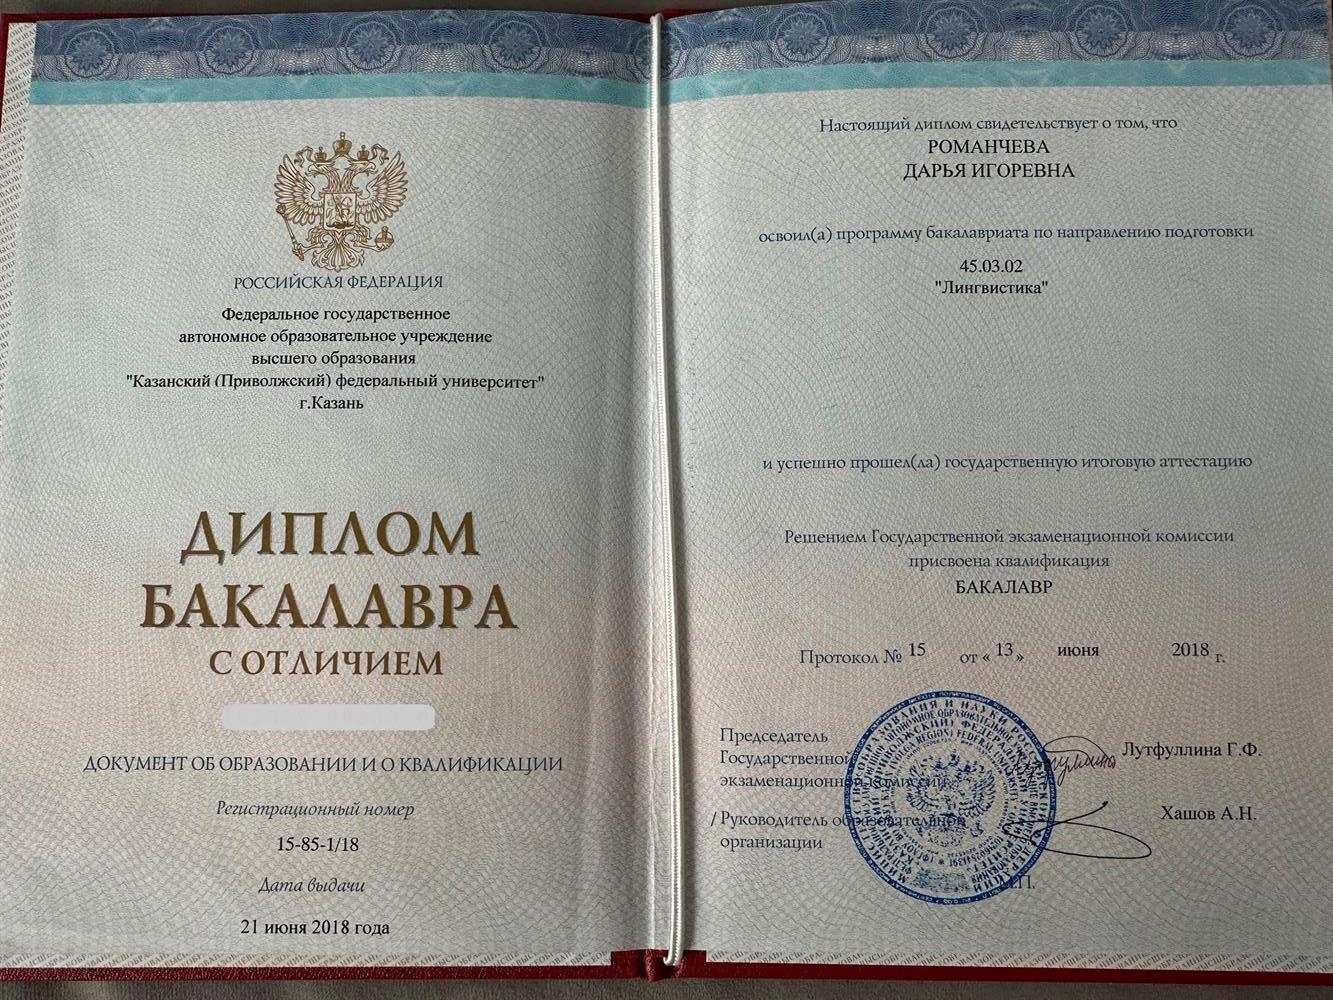 РОССИЙСКАЯ ФЕДЕРАЦИЯ
Федеральное государственное
автономное образовательное учреждение
высшего образования
"Казанский (Приволжский) федеральный университет"
г.Казань
ДИПЛОМ
БАКАЛАВРА
С ОТЛИЧИЕМ
ДОКУМЕНТ ОБ ОБРАЗОВАНИИ И О КВАЛИФИКАЦИИ
Регистрационный номер
15-85-1/18
Дата выдачи
21 июня 2018 года
Настоящий диплом свидетельствует о том, что
РОМАНЧЕВА
ДАРЬЯ ИГОРЕВНА
освоил(а) программу бакалавриата по направлению подготовки
45.03.02
"Лингвистика"
и успешно прошел(ла) государственную итоговую аттестацию
Решением Государственной экзаменационной комиссии
присвоена квалификация
БАКАЛАВР
Протокол № 15 от « 13 » июня 2018 г.
Председатель
Государственной
экзаменационной комиссии
Лутфуллина Г.Ф.
/ Руководитель образовательной
организации
Хашов А.Н.
М.П.